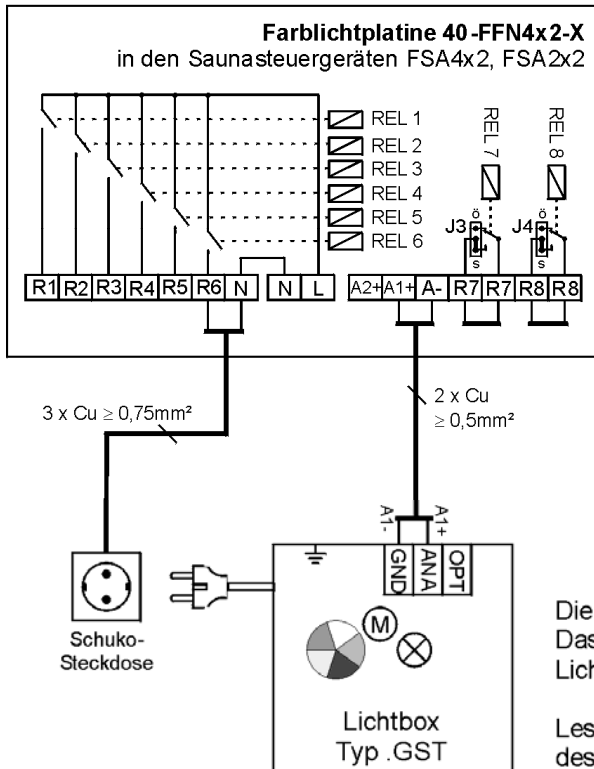 Farblichtplatine 40-FFN4x2-X
in den Saunasteuergeräten FSA4x2, FSA2x2
REL 1
REL 2
REL 3
REL 4
REL 5
REL 6
REL 7
REL 8
J3
ö
s
J4
ö
s
R1 R2 R3 R4 R5 R6 N N L A2+ A1+ A- R7 R7 R8 R8
3 x Cu ≥ 0,75mm²
2 x Cu
≥ 0,5mm²
A1- A1+
GND ANA OPT
M
Schuko-
Steckdose
Lichtbox
Typ .GST
Die
Das
Lich
Les
des